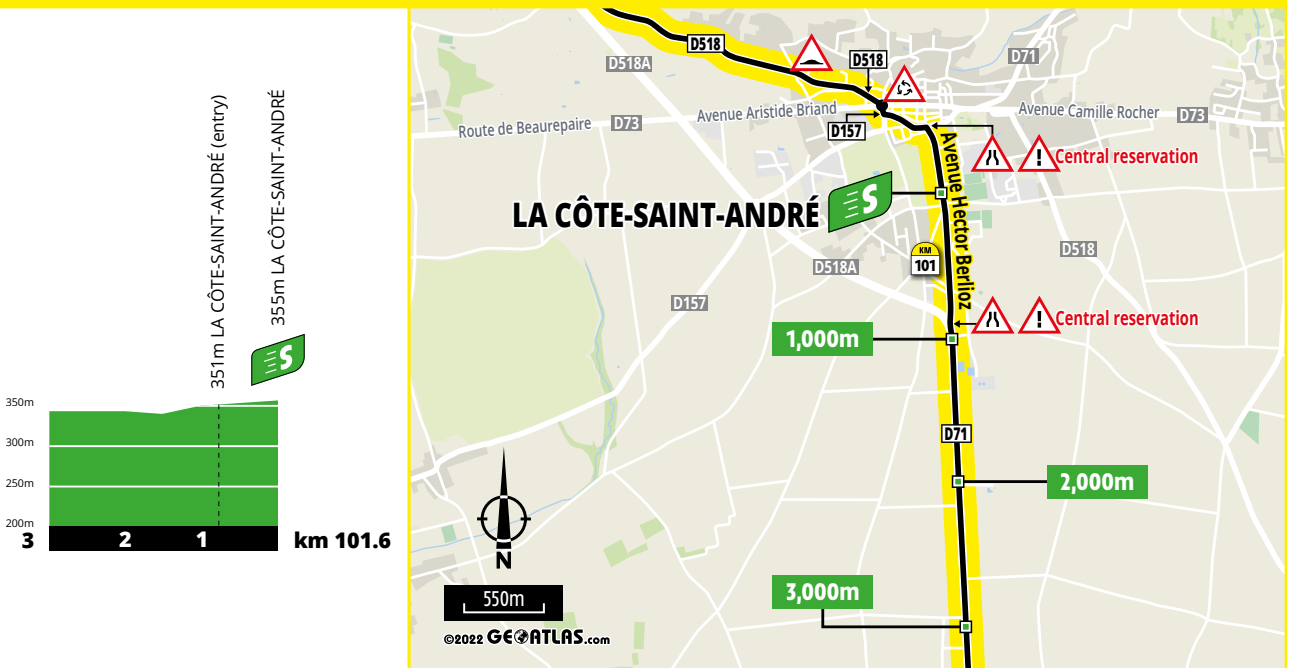 351m LA CÔTE-SAINT-ANDRÉ (entry)
355m LA CÔTE-SAINT-ANDRÉ
S
350m
300m
250m
200m
3
2
1
km 101.6
D518
D518A
D518
D71
Avenue Aristide Briand
Route de Beaurepaire
D73
D157
Avenue Camille Rocher
D73
! Central reservation
LA CÔTE-SAINT-ANDRÉ
S
Avenue Hector Berlioz
KM
101
D518A
D518
D157
! Central reservation
1,000m
D71
2,000m
3,000m
N
550m
©2022 GEOATLAS.com